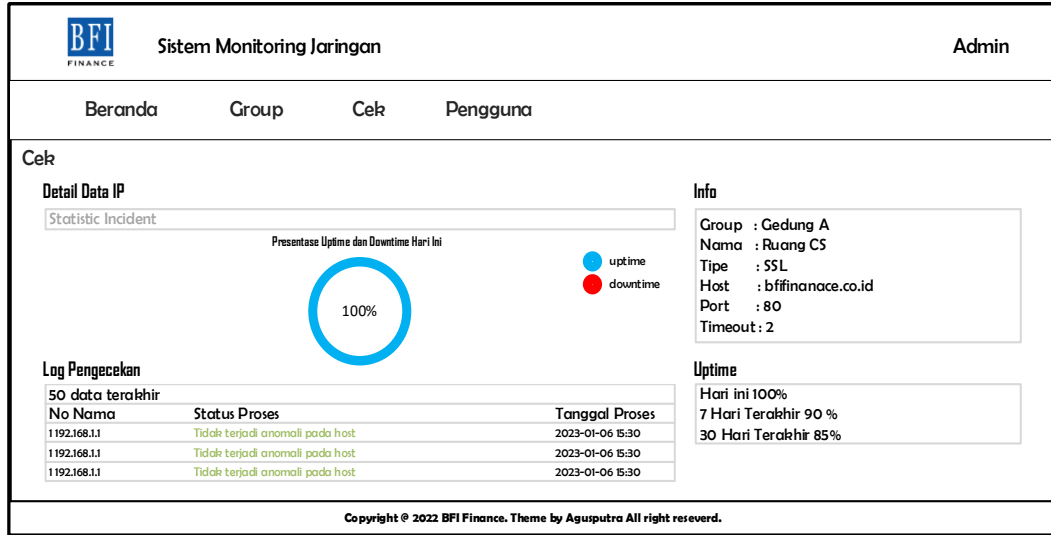 BFI
FINANCE
Sistem Monitoring Jaringan
Admin
Beranda Group Cek Pengguna
Cek
Detail Data IP
Statistic Incident
Presentase Uptime dan Downtime Hari Ini
100%
uptime
downtime
Info
Group : Gedung A
Nama : Ruang CS
Tipe : SSL
Host : bfifinanace.co.id
Port : 80
Timeout : 2
Log Pengecekan
50 data terakhir
No Nama Status Proses Tanggal Proses
1 192.168.1.1 Tidak terjadi anomali pada host 2023-01-06 15:30
1 192.168.1.1 Tidak terjadi anomali pada host 2023-01-06 15:30
1 192.168.1.1 Tidak terjadi anomali pada host 2023-01-06 15:30
Uptime
Hari ini 100%
7 Hari Terakhir 90 %
30 Hari Terakhir 85%
Copyright @ 2022 BFI Finance. Theme by Agusputra All right reseverd.